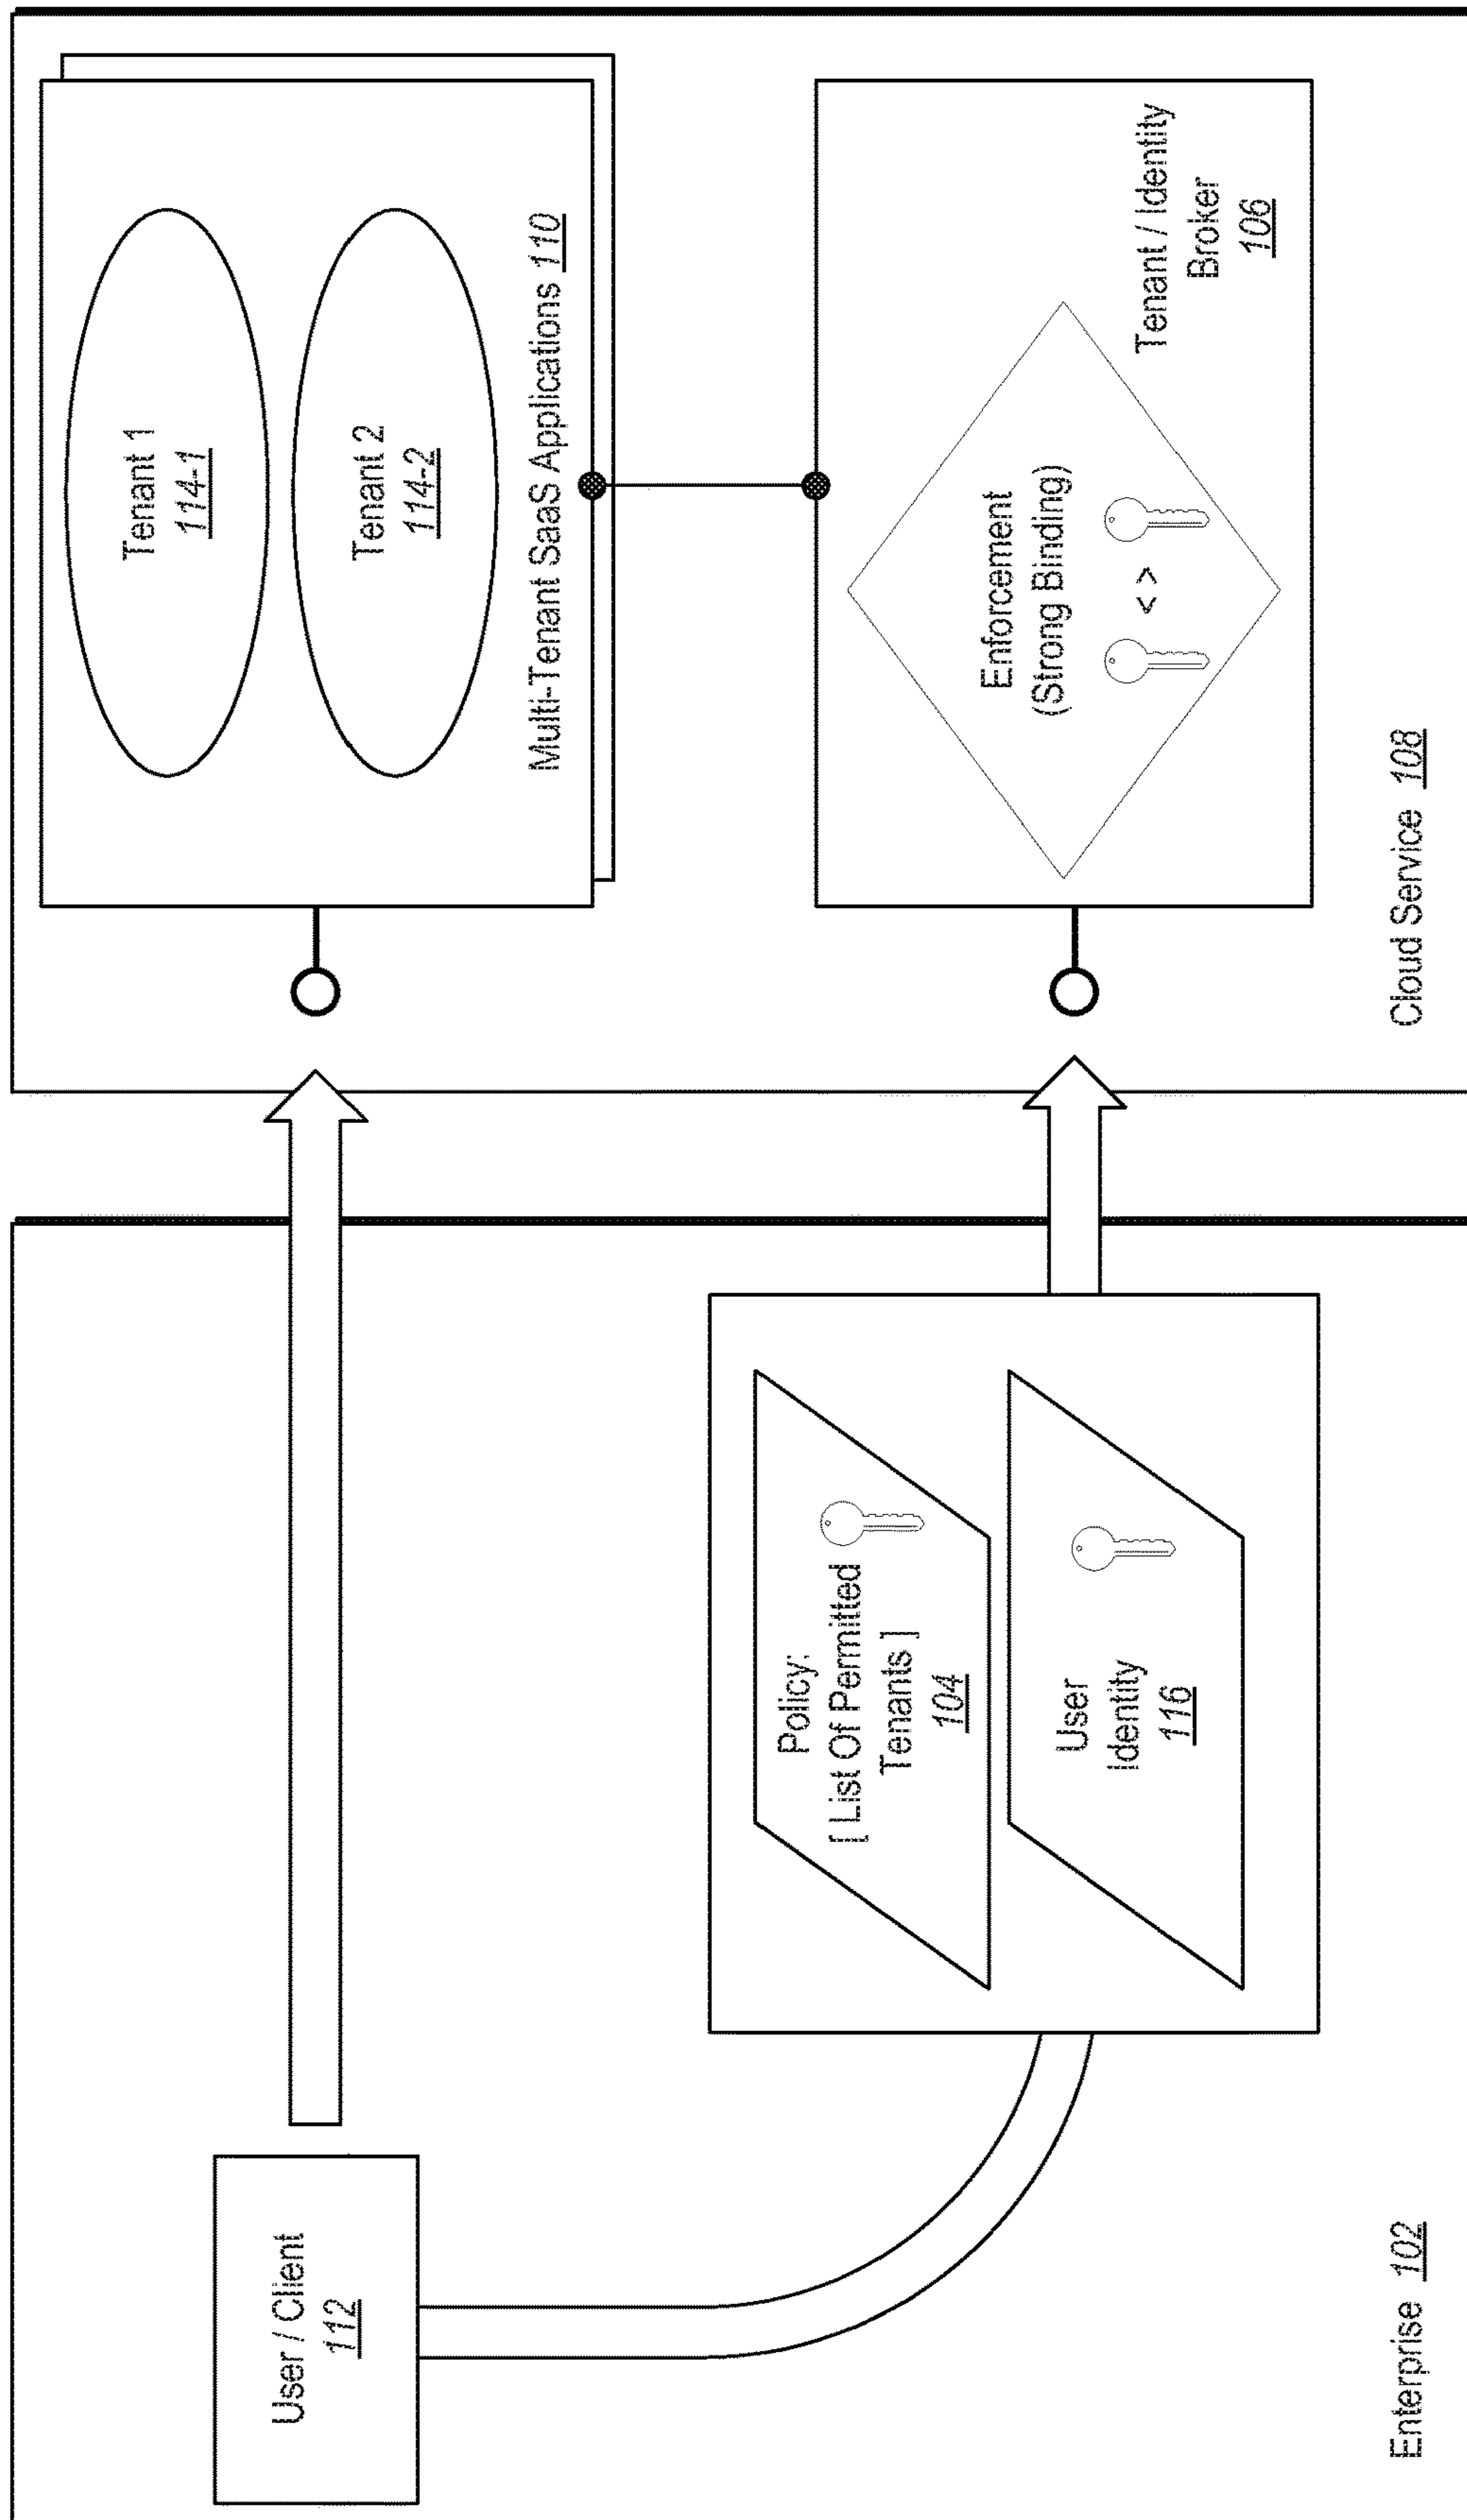 User / Client
112
Policy:
[ List Of Permitted
Tenants ]
104
User
Identity
116
Enterprise 102
Tenant 1
114-1
Tenant 2
114-2
Multi-Tenant SaaS Applications 110
Enforcement
(Strong Binding)
< >
Tenant / Identity
Broker
106
Cloud Service 108